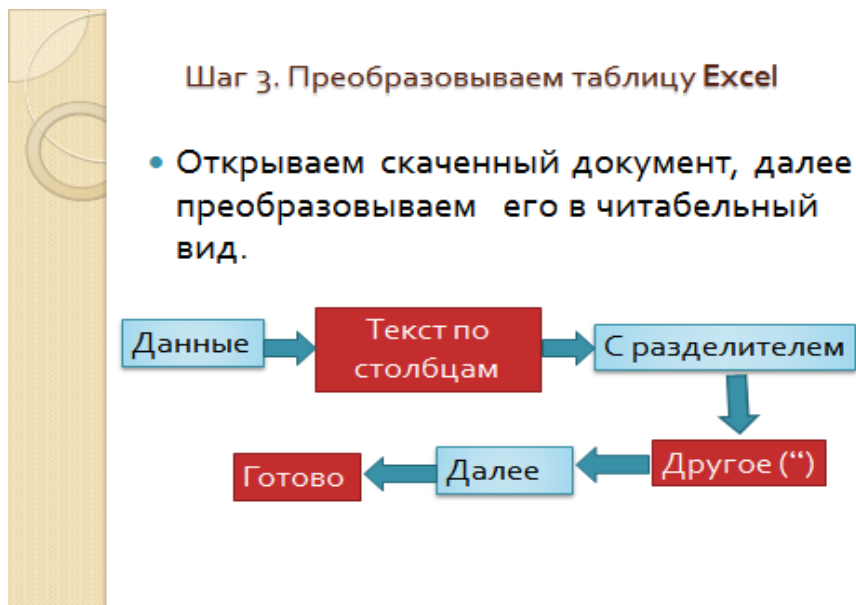 Шаг 3. Преобразовываем таблицу Excel
• Открываем скаченный документ, далее
преобразовываем его в читабельный
вид.
Данные
Текст по
столбцам
С разделителем
Другое (“)
Далее
Готово